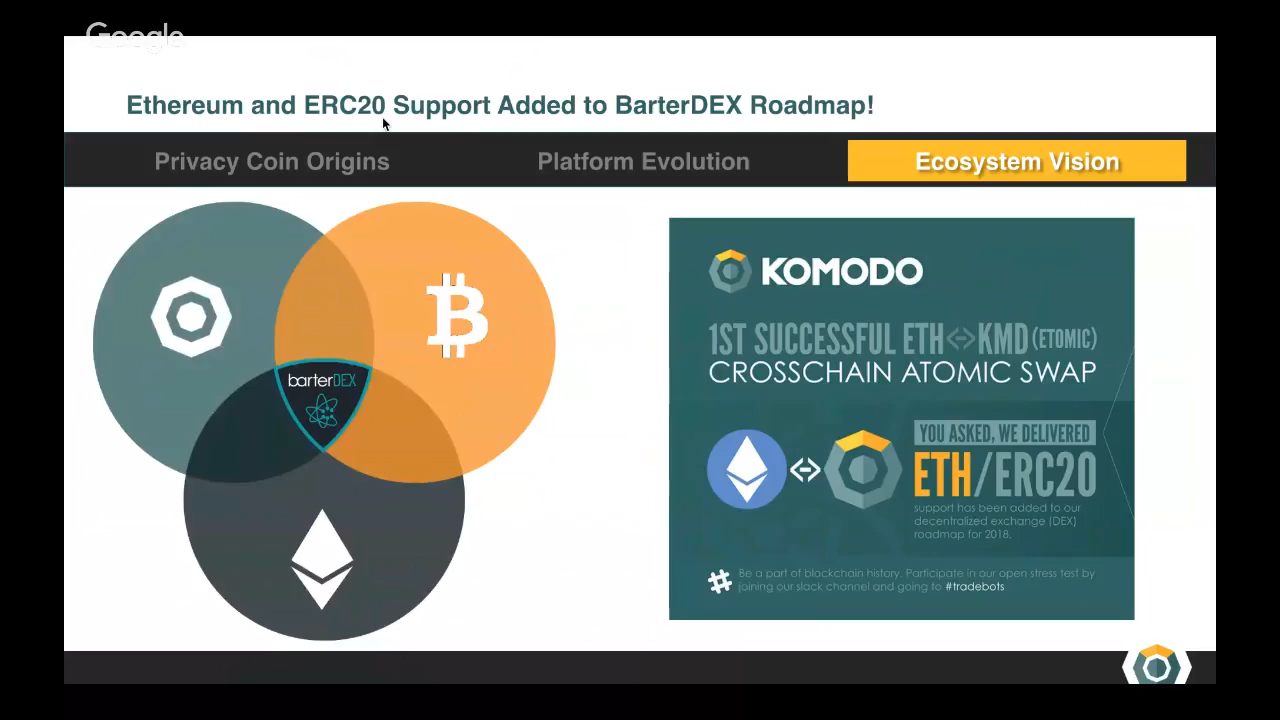 Google
Ethereum and ERC20 Support Added to BarterDEX Roadmap!
Privacy Coin Origins
Platform Evolution
Ecosystem Vision
barterDEX
KOMODO
1ST SUCCESSFUL ETH<->KMD (ETOMIC)
CROSSCHAIN ATOMIC SWAP
YOU ASKED, WE DELIVERED
ETH/ERC20
support has been added to our
decentralized exchange (DEX)
roadmap for 2018.
# Be a part of blockchain history. Participate in our open stress test by
joining our slack channel and going to #tradebots